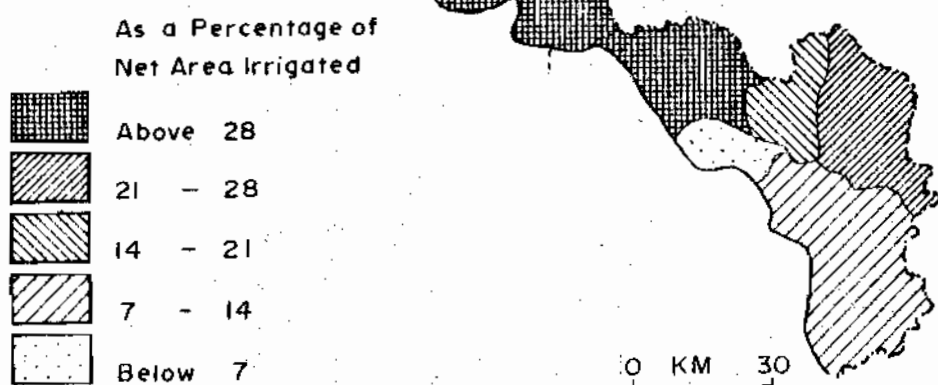 As a Percentage of
Net Area Irrigated
Above 28
21 - 28
14 - 21
7 - 14
Below 7
0 KM 30